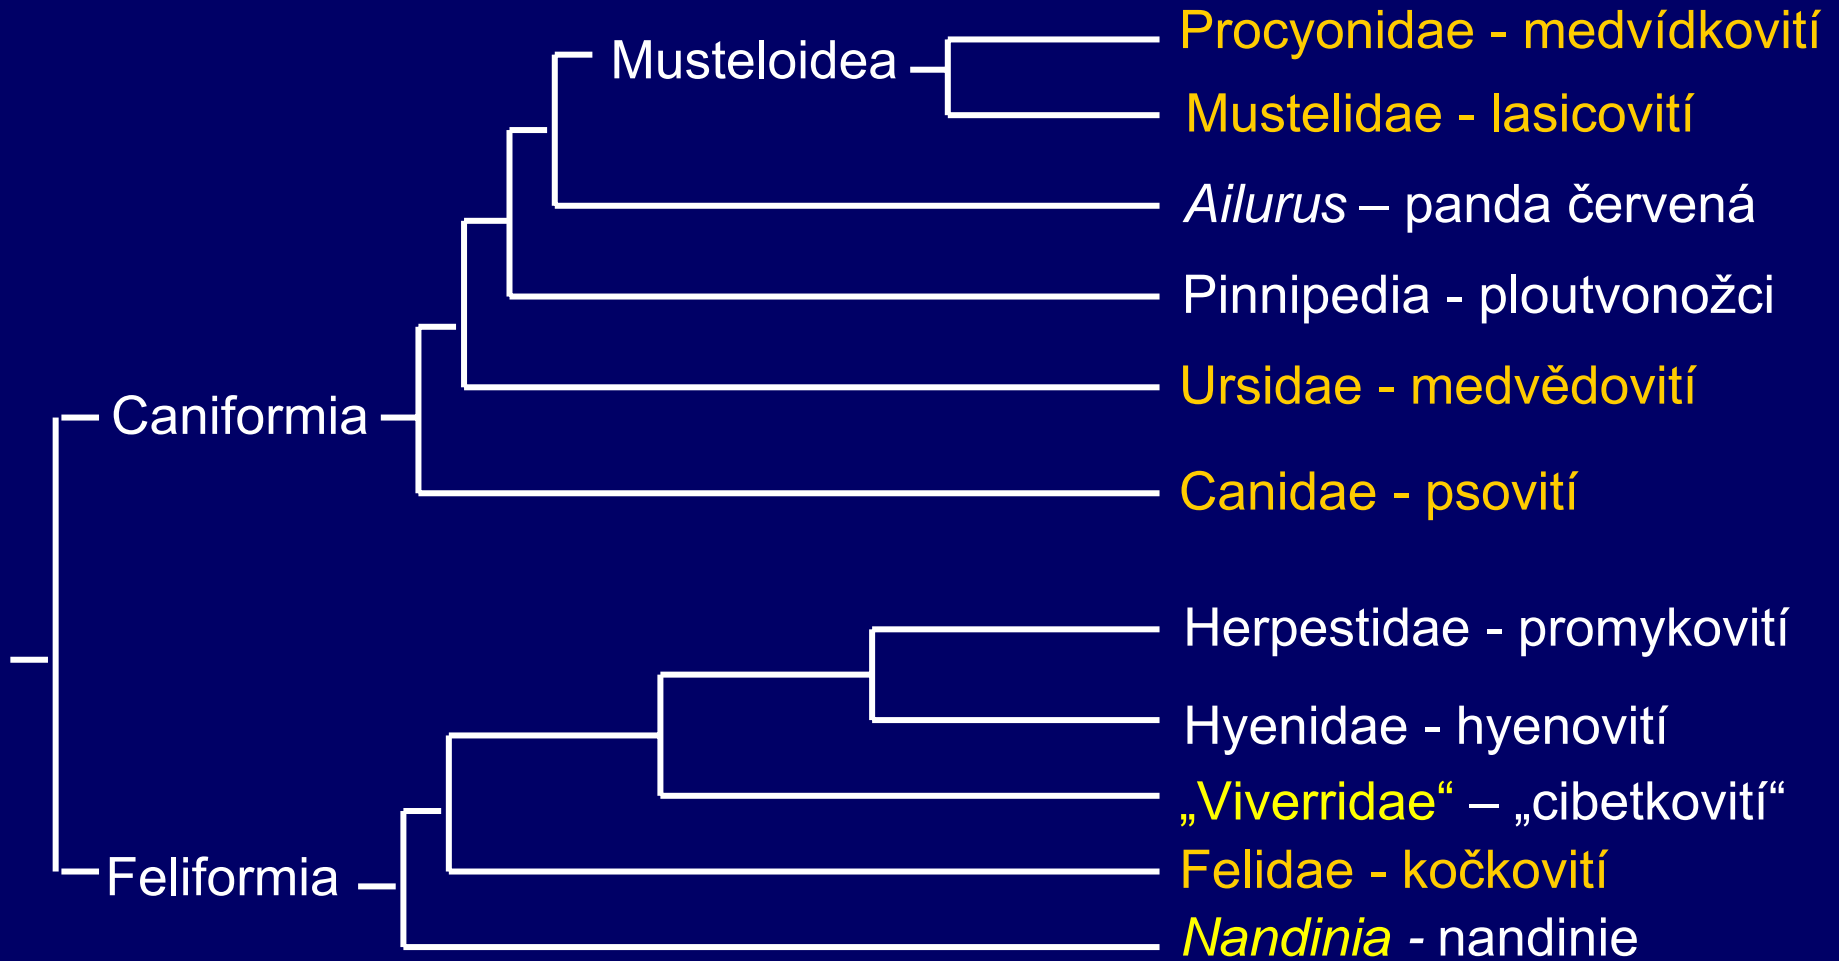 Procyonidae - medvídkovití
Musteloidea
Mustelidae - lasicovití
Ailurus – panda červená
Pinnipedia - ploutvonožci
Ursidae - medvědovití
Caniformia
Canidae - psovití
Herpestidae - promykovití
Hyenidae - hyenovití
„Viverridae“ – „cibetkovití“
Felidae - kočkovití
Feliformia
Nandinia - nandinie